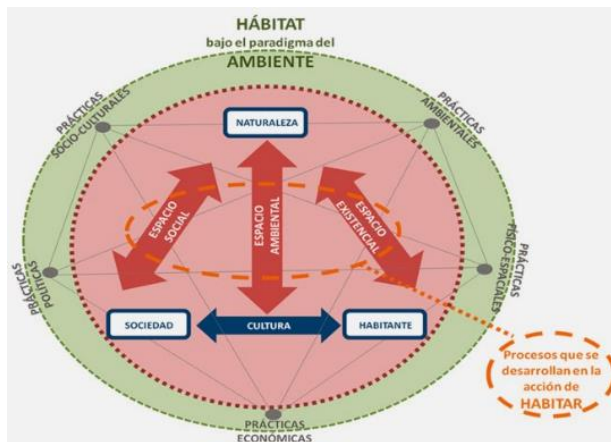 HÁBITAT
bajo el paradigma del
AMBIENTE
PRÁCTICAS
SOCIO-CULTURALES
PRÁCTICAS
AMBIENTALES
NATURALEZA
ESPACIO
SOCIAL
ESPACIO
AMBIENTAL
ESPACIO
EXISTENCIAL
PRÁCTICAS
POLÍTICAS
PRÁCTICAS
FÍSICO-ESPACIALES
SOCIEDAD
CULTURA
HABITANTE
Procesos que se
desarrollan en la
acción de
HABITAR
PRÁCTICAS
ECONÓMICAS